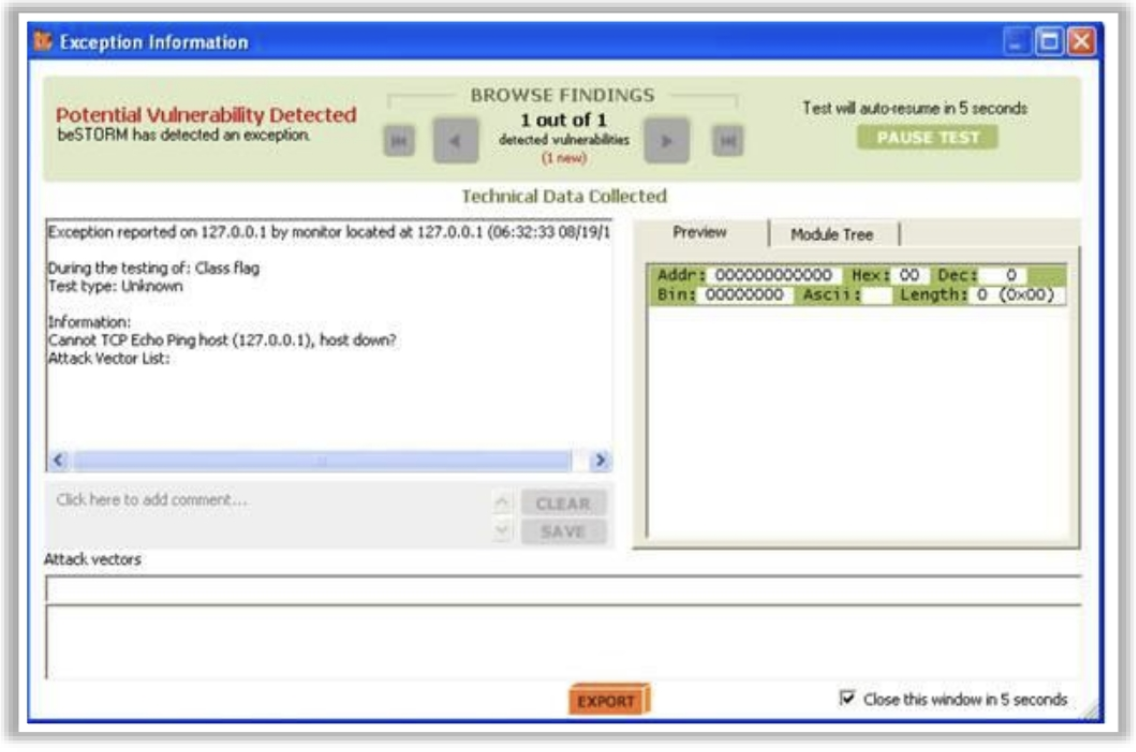 Exception Information
Potential Vulnerability Detected
beSTORM has detected an exception.
BROWSE FINDINGS
1 out of 1
detected vulnerabilities
(1 new)
Test will auto-resume in 5 seconds
PAUSE TEST
Technical Data Collected
Exception reported on 127.0.0.1 by monitor located at 127.0.0.1 (06:32:33 08/19/1
During the testing of: Class flag
Test type: Unknown
Information:
Cannot TCP Echo Ping host (127.0.0.1), host down?
Attack Vector List:
Preview
Module Tree
Addr: 000000000000 Hex: 00 Dec: 0
Bin: 00000000 Ascii: Length: 0 (0x00)
Click here to add comment...
CLEAR
SAVE
Attack vectors
EXPORT
Close this window in 5 seconds